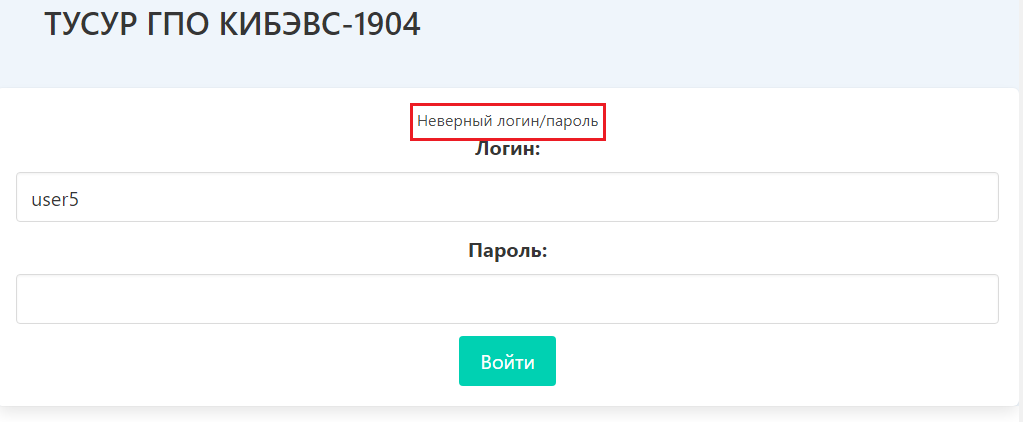 ТУСУР ГПО КИБЭВС-1904
Неверный логин/пароль
Логин:
user5
Пароль:
Войти